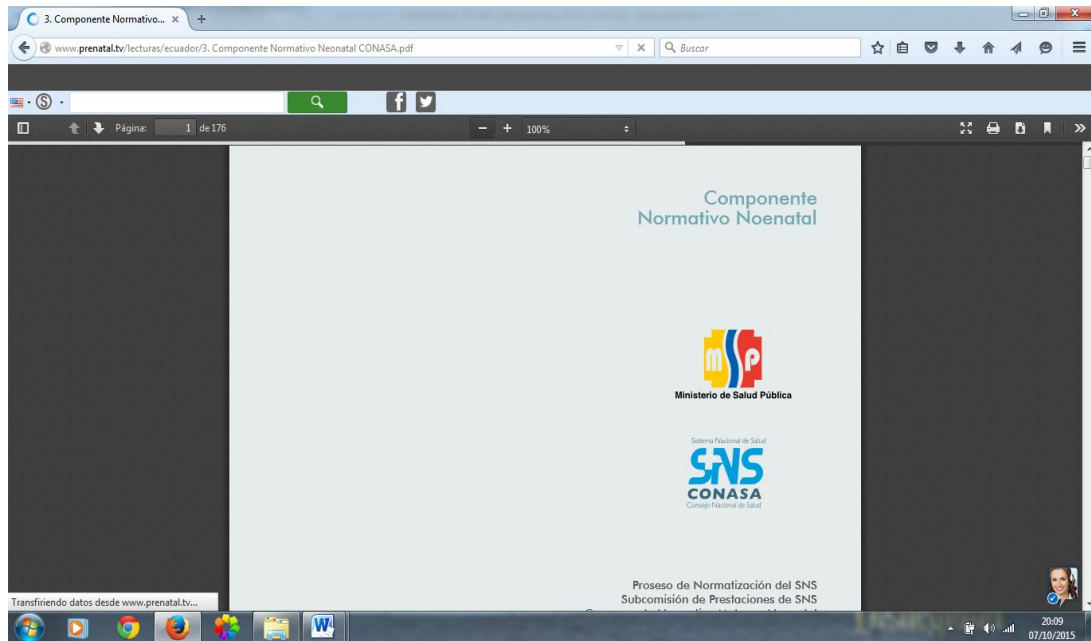 3. Componente Normativo...
www.prenatal.tv/lecturas/ecuador/3. Componente Normativo Neonatal CONASA.pdf
Buscar
Página: 1 de 176
100%
Componente
Normativo Noenatal
msp
Ministerio de Salud Pública
Sistema Nacional de Salud
SNS
CONASA
Consejo Nacional de Salud
Proseso de Normatización del SNS
Subcomisión de Prestaciones de SNS
Transfiriendo datos desde www.prenatal.tv...
20:09
07/10/2015